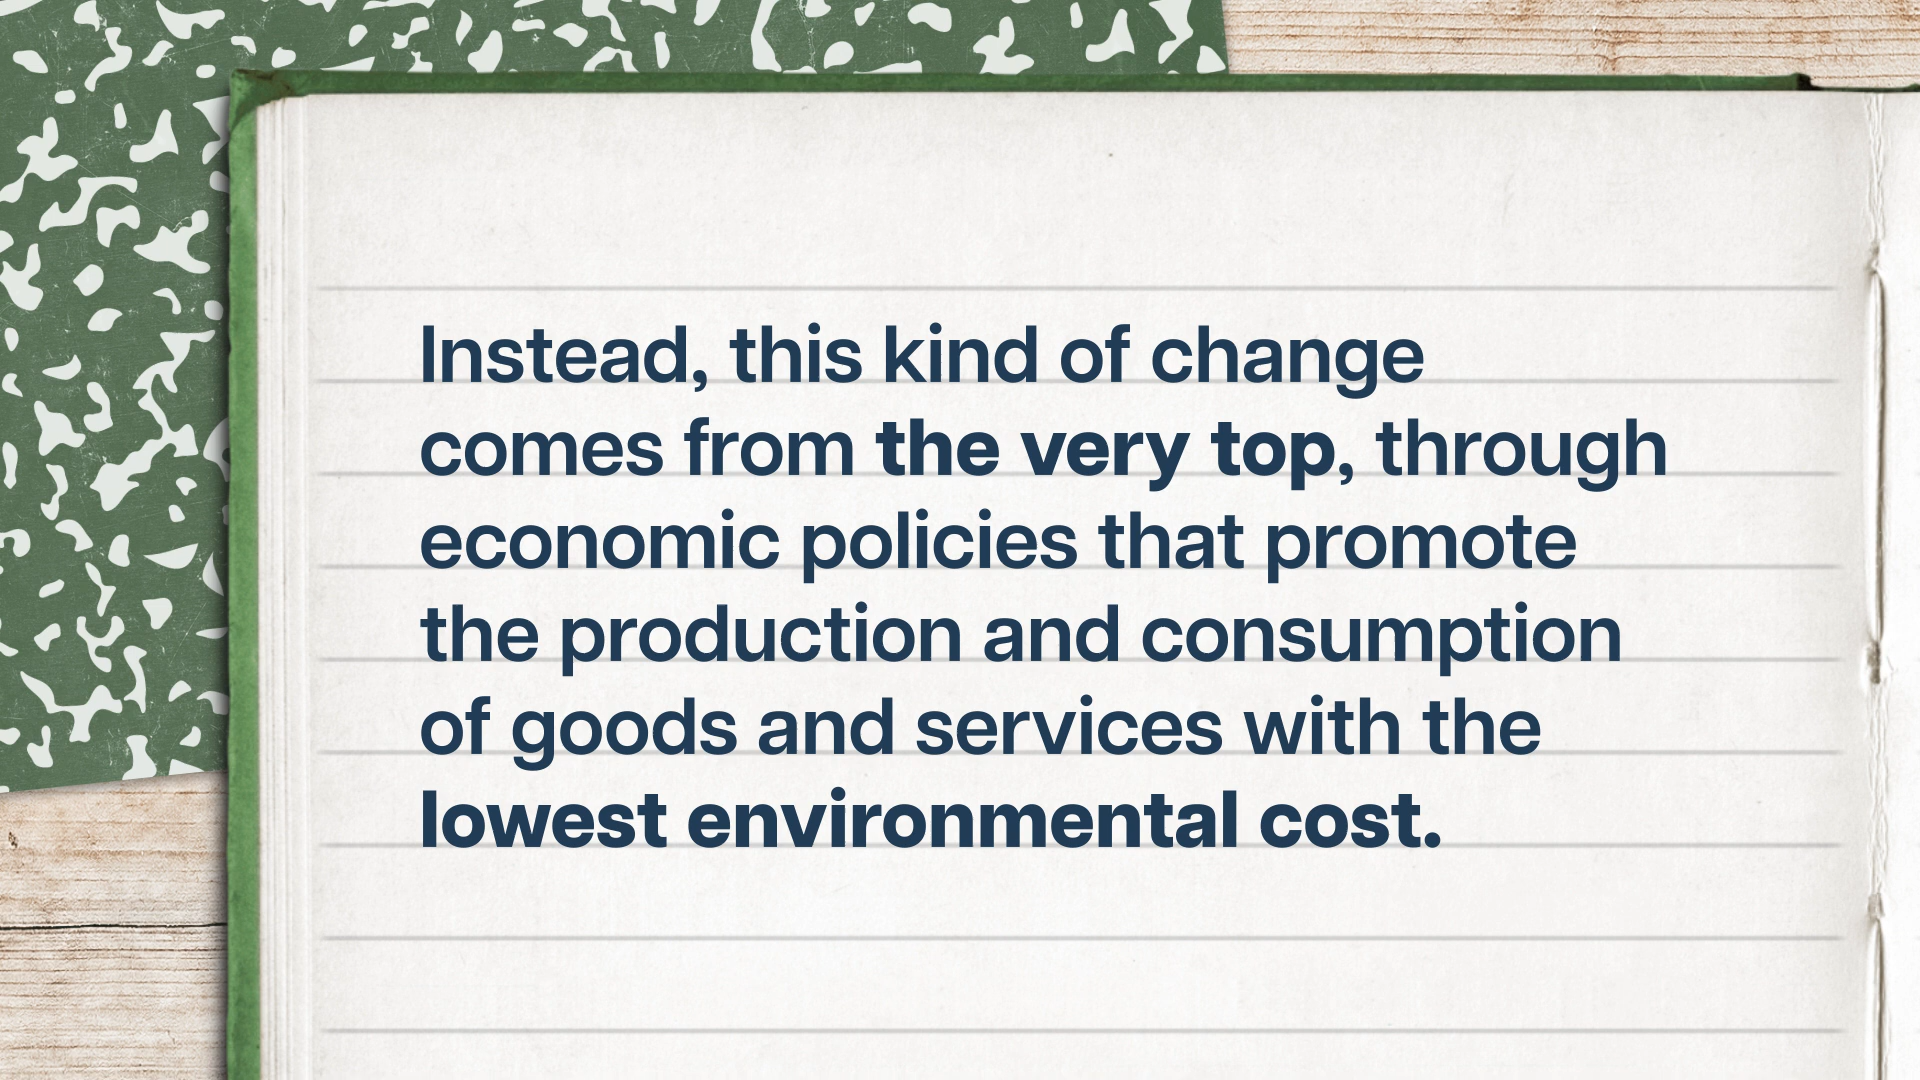 Instead, this kind of change
comes from the very top, through
economic policies that promote
the production and consumption
of goods and services with the
lowest environmental cost.